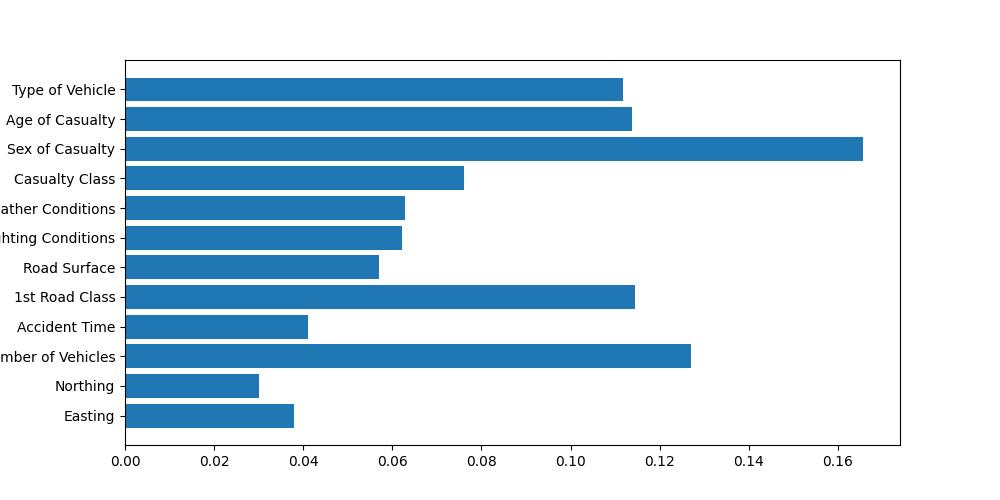 Type of Vehicle
Age of Casualty
Sex of Casualty
Casualty Class
ather Conditions
hting Conditions
Road Surface
1st Road Class
Accident Time
mber of Vehicles
Northing
Easting
0.00 0.02 0.04 0.06 0.08 0.10 0.12 0.14 0.16